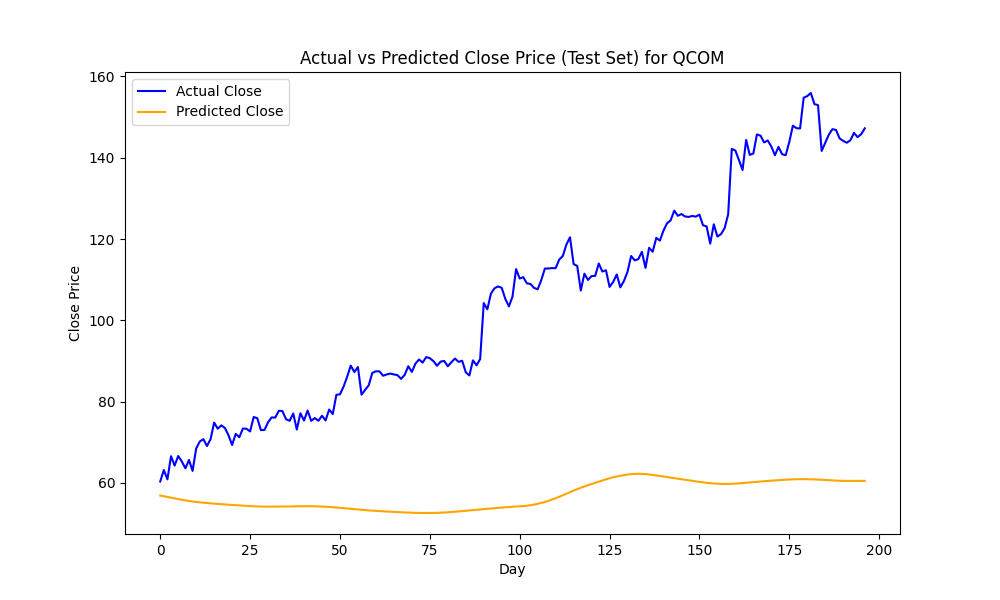 Actual vs Predicted Close Price (Test Set) for QCOM
Actual Close
Predicted Close
Close Price
160
140
120
100
80
60
0 25 50 75 100 125 150 175 200
Day